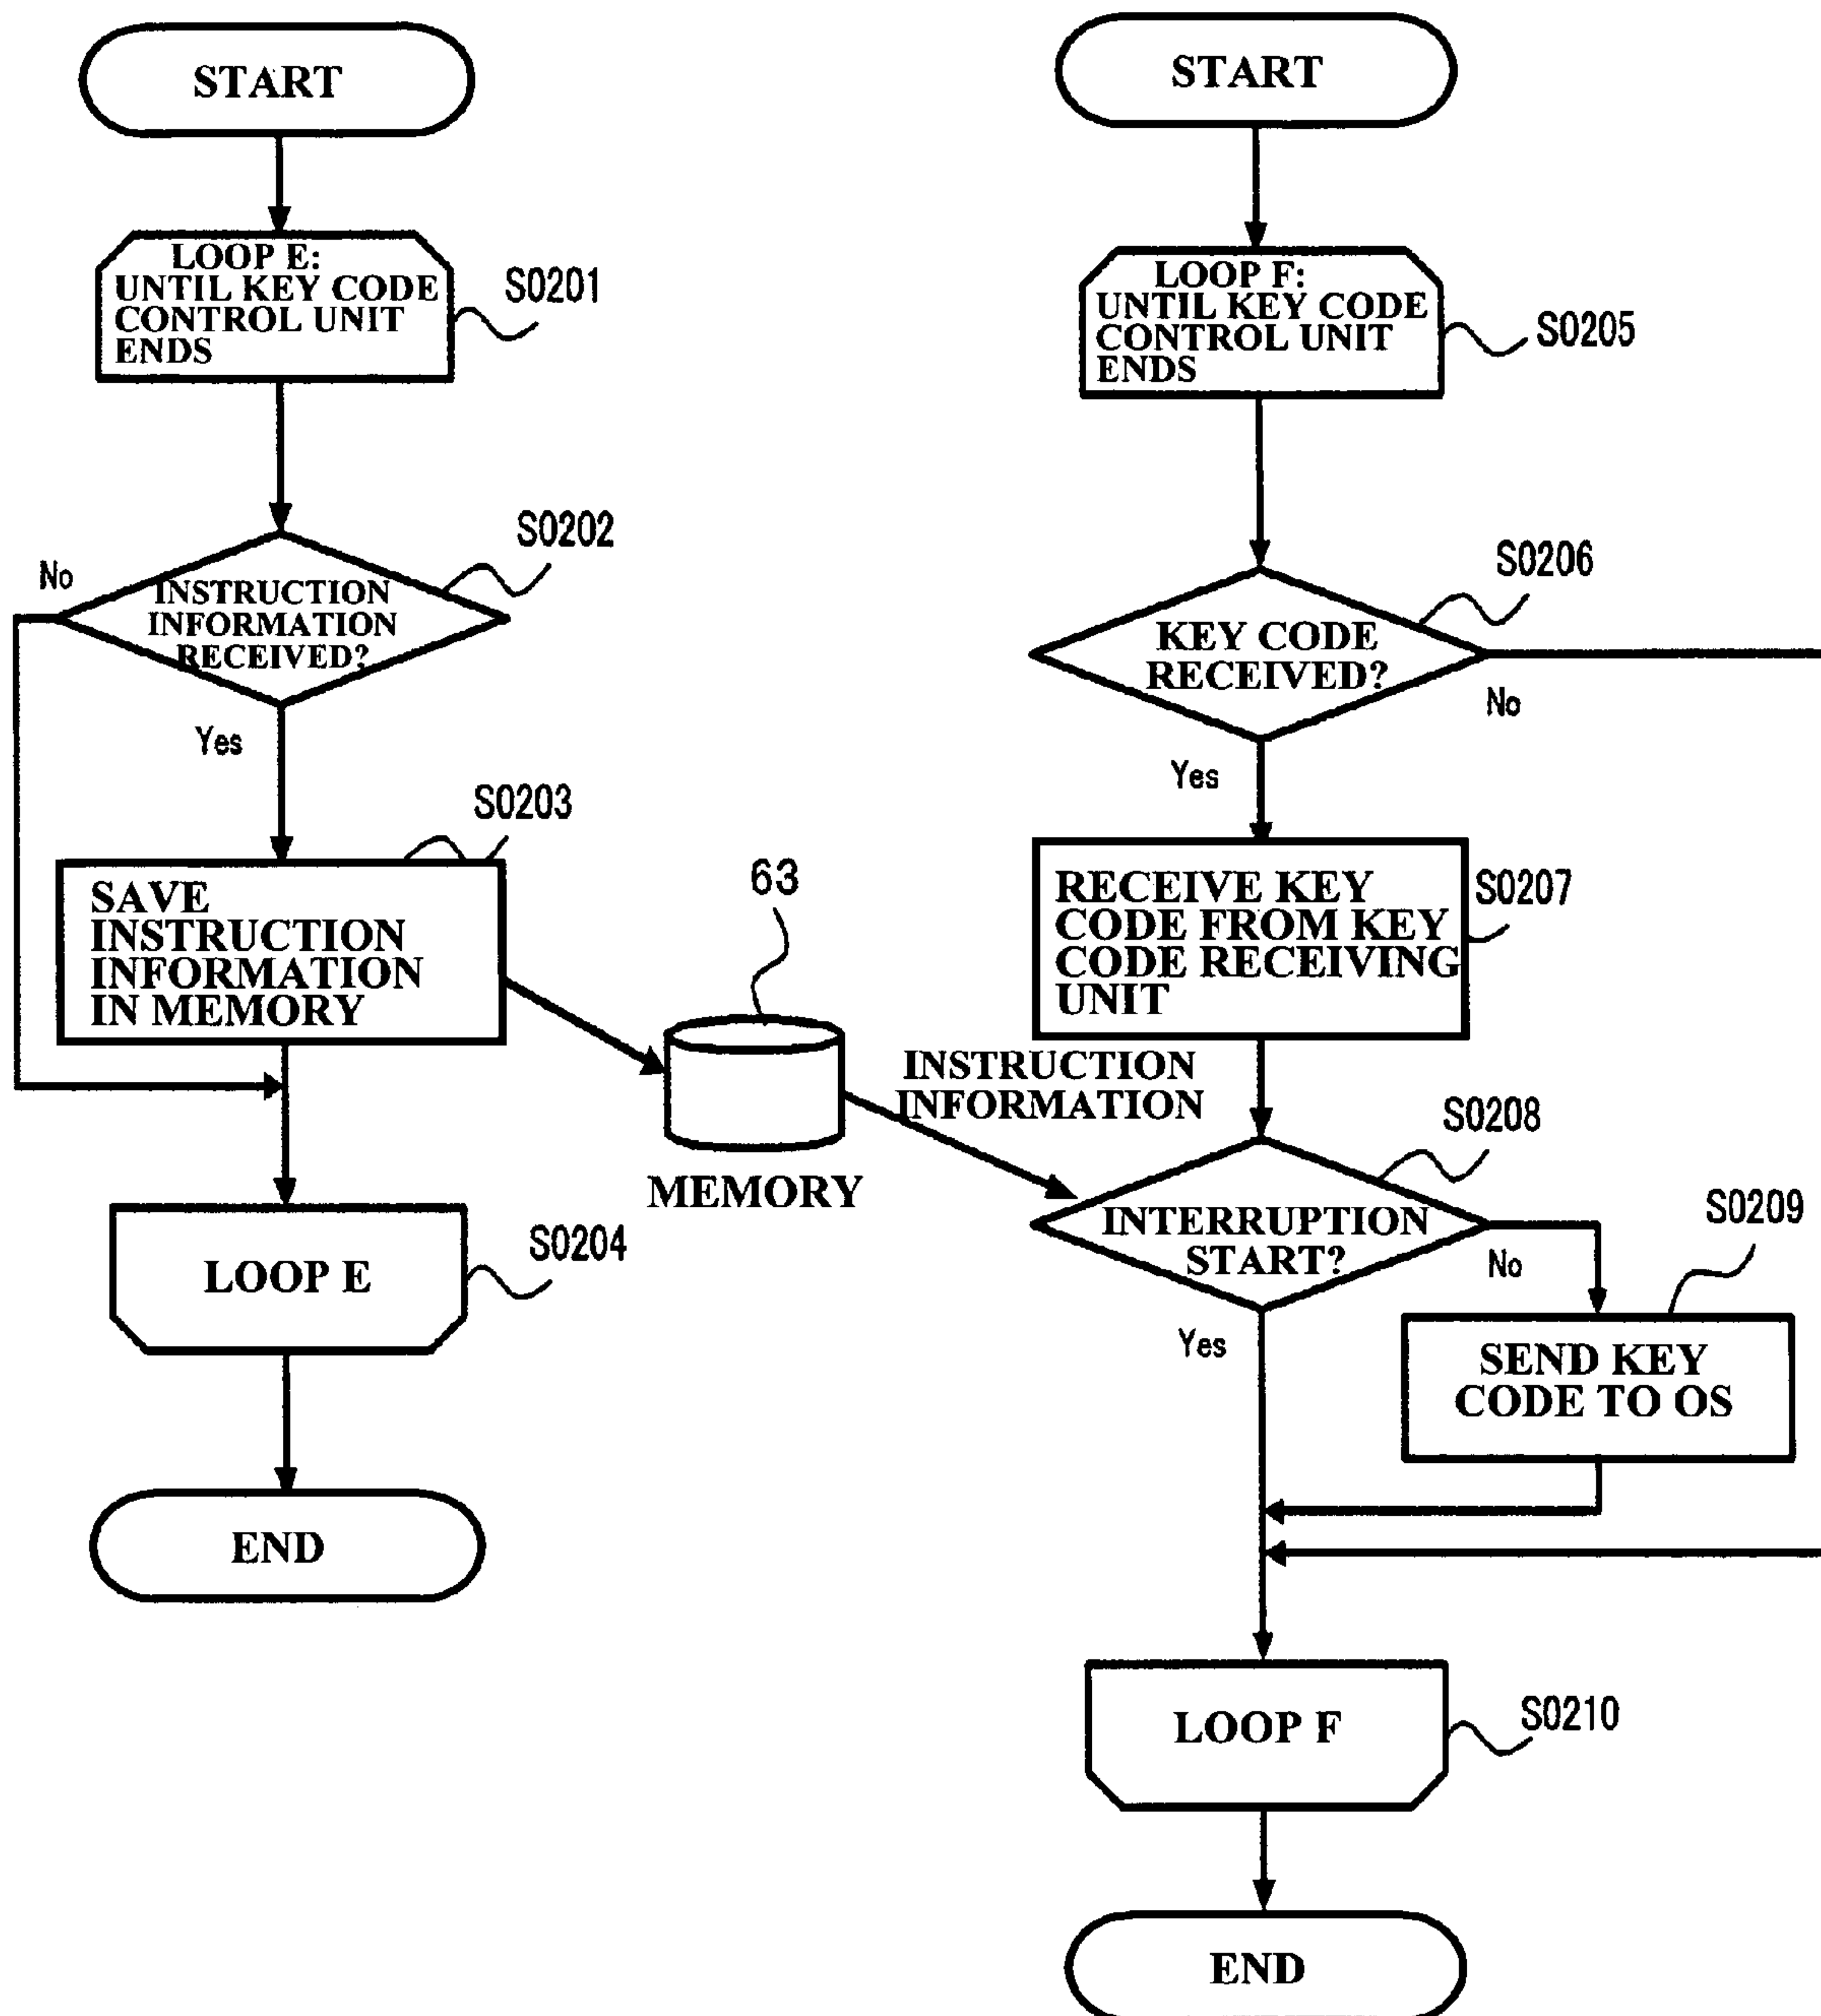 START
LOOP E:
UNTIL KEY CODE
CONTROL UNIT
ENDS
S0201
S0202
No
INSTRUCTION
INFORMATION
RECEIVED?
Yes
S0203
SAVE
INSTRUCTION
INFORMATION
IN MEMORY
63
MEMORY
INSTRUCTION
INFORMATION
LOOP E
S0204
END
START
LOOP F:
UNTIL KEY CODE
CONTROL UNIT
ENDS
S0205
S0206
KEY CODE
RECEIVED?
No
Yes
RECEIVE KEY
CODE FROM KEY
CODE RECEIVING
UNIT
S0207
S0208
INTERRUPTION
START?
No
Yes
S0209
SEND KEY
CODE TO OS
LOOP F
S0210
END